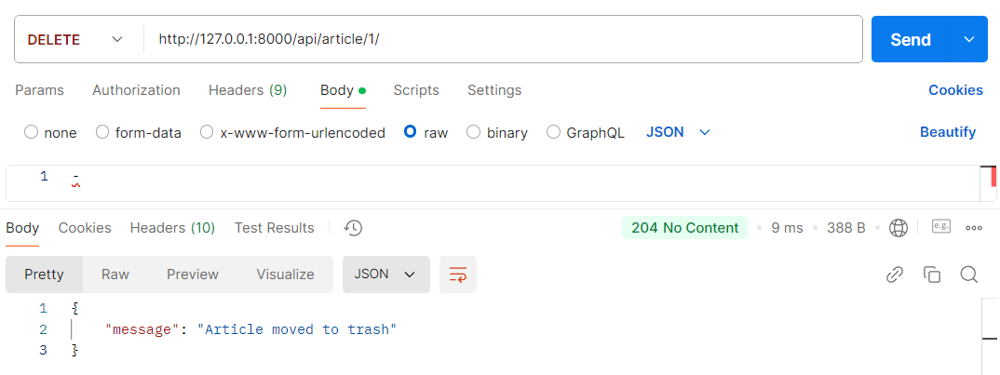 DELETE http://127.0.0.1:8000/api/article/1/ Send
Params Authorization Headers (9) Body Scripts Settings Cookies
none form-data x-www-form-urlencoded raw binary GraphQL JSON Beautify
1 -
Body Cookies Headers (10) Test Results 204 No Content 9 ms 388 B e.g.
Pretty Raw Preview Visualize JSON
1 {
2 "message": "Article moved to trash"
3 }